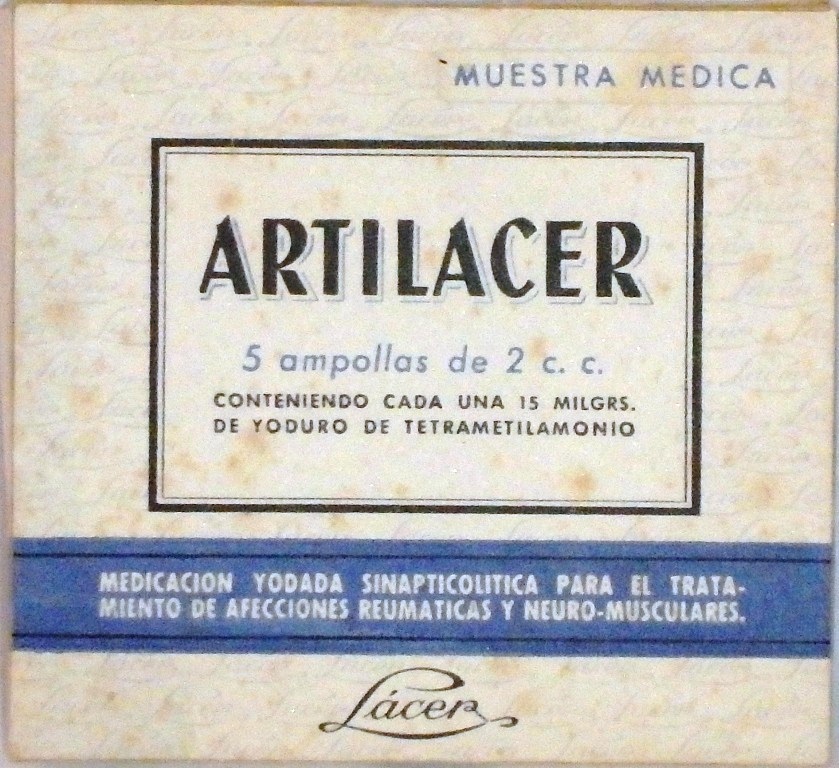 MUESTRA MEDICA
ARTILACER
5 ampollas de 2 c. c.
CONTENIENDO CADA UNA 15 MILGRS.
DE YODURO DE TETRAMETILAMONIO
MEDICACION YODADA SINAPTICOLITICA PARA EL TRATA-
MIENTO DE AFECCIONES REUMATICAS Y NEURO-MUSCULARES.
Lácer